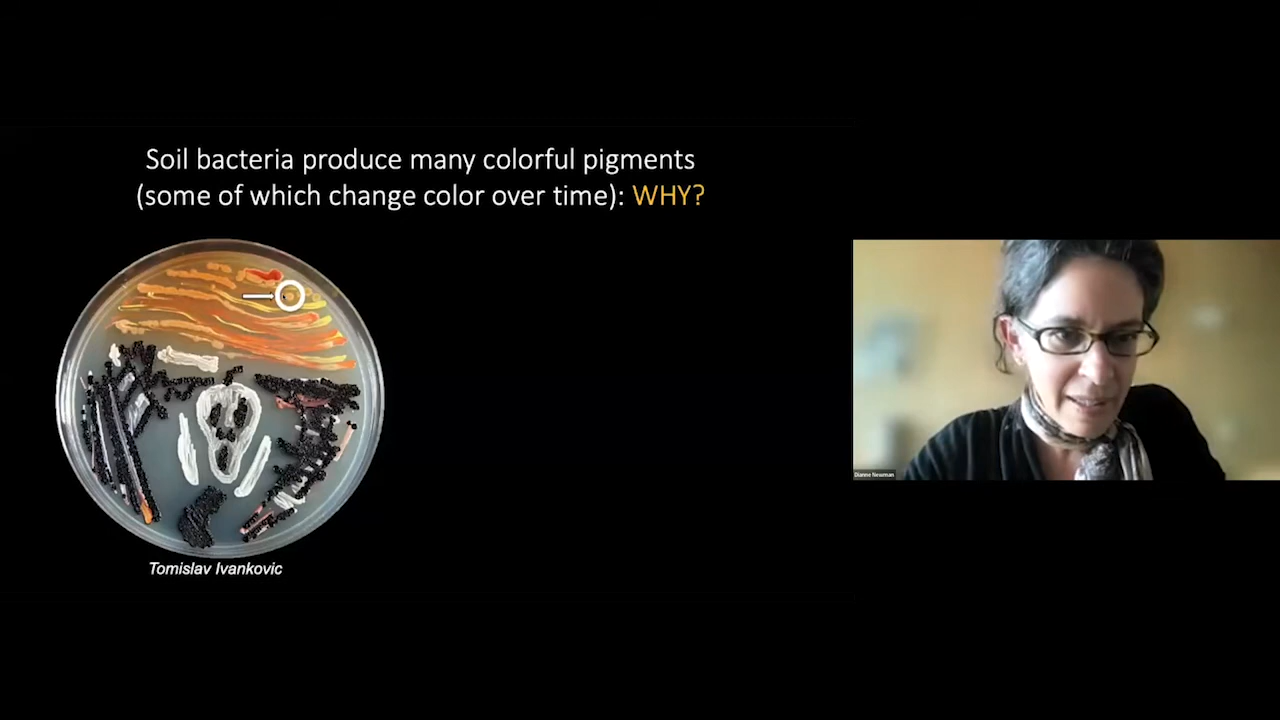 Soil bacteria produce many colorful pigments
(some of which change color over time): WHY?
Tomislav Ivankovic
Dianne Newman